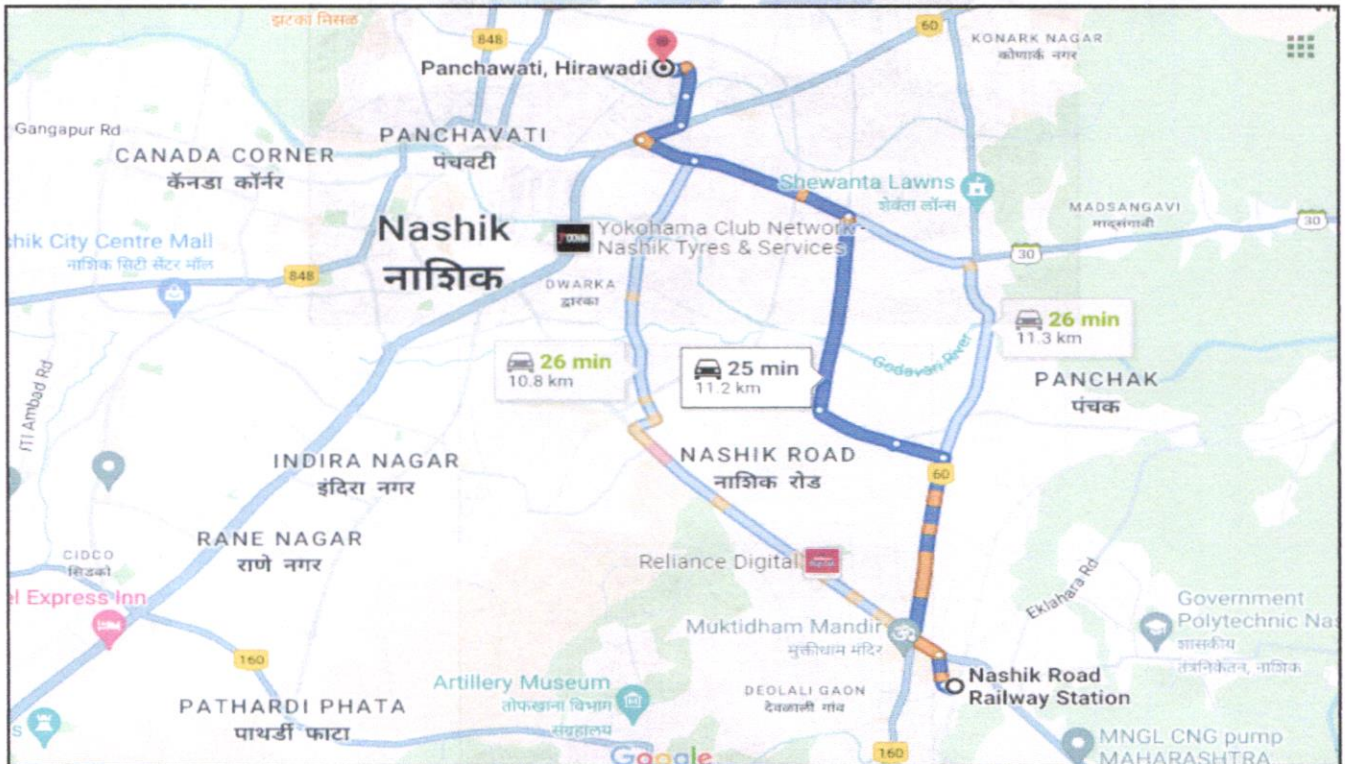 झटका निसळ
848
60
KONARK NAGAR
कोणार्क नगर
Panchawati, Hirawadi
Gangapur Rd
CANADA CORNER
कॅनडा कॉर्नर
PANCHAVATI
पंचवटी
Shewanta Lawns
शेवंता लॉन्स
MADSANGAVI
माद्संगावी
30
Nashik
नाशिक
Yokohama Club Network-
Nashik Tyres & Services
30
hik City Centre Mall
नाशिक सिटी सेंटर मॉल
848
DWARKA
द्वारका
26 min
10.8 km
25 min
11.2 km
26 min
11.3 km
Godavari River
PANCHAK
पंचक
ITI Ambad Rd
INDIRA NAGAR
इंदिरा नगर
NASHIK ROAD
नाशिक रोड
60
RANE NAGAR
राणे नगर
CIDCO
सिडको
Reliance Digital
Eklahara Rd
el Express Inn
Government
Polytechnic Nas
शासकीय
तंत्रनिकेतन, नाशिक
Muktidham Mandir
मुक्तीधाम मंदिर
160
Nashik Road
Railway Station
Artillery Museum
तोफखाना विभाग
संग्रहालय
DEOLALI GAON
देवळाली गांव
PATHARDI PHATA
पाथर्डी फाटा
s
160
MNGL CNG pump
MAHARASHTRA
Google